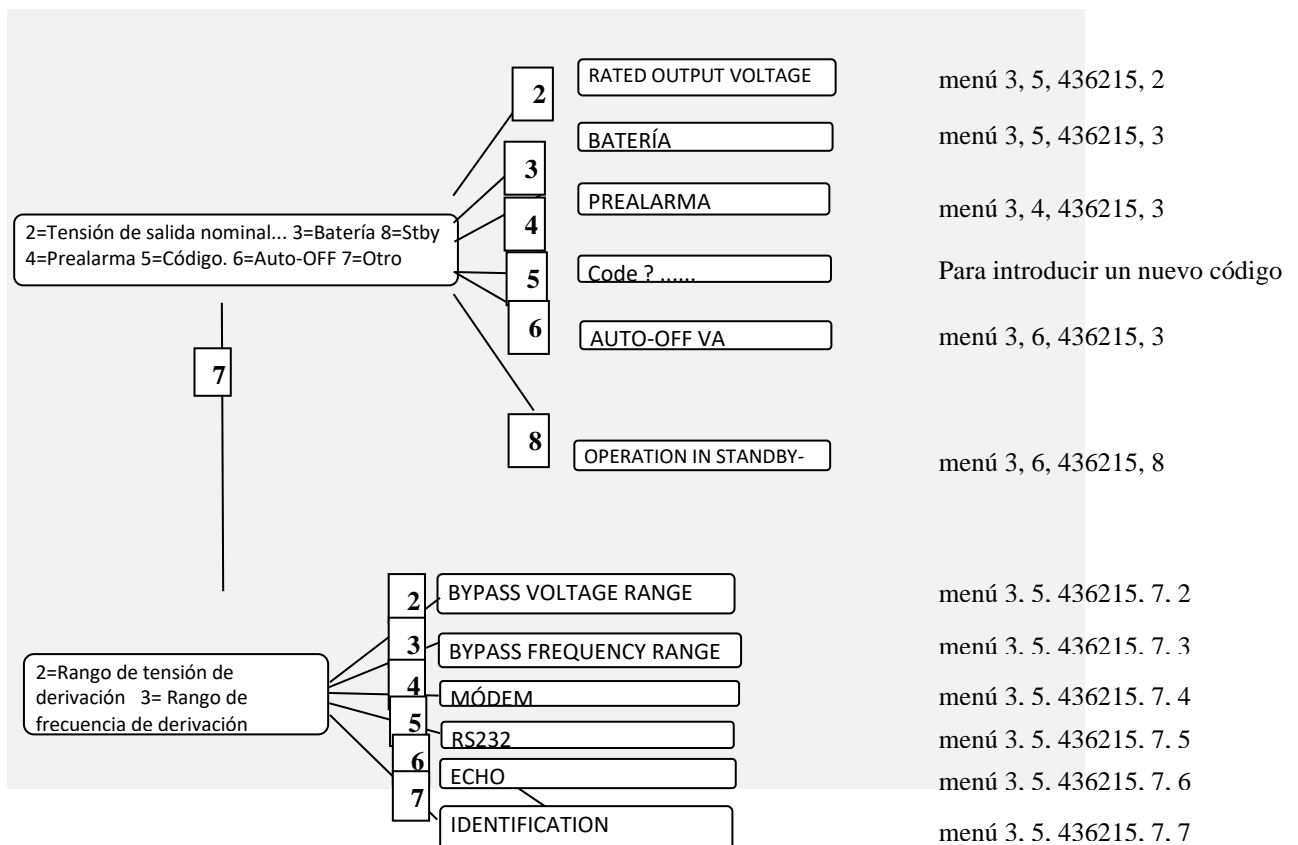 2
RATED OUTPUT VOLTAGE
menú 3, 5, 436215, 2
BATERÍA
menú 3, 5, 436215, 3
3
PREALARMA
menú 3, 4, 436215, 3
4
2=Tensión de salida nominal... 3=Batería 8=Stby
4=Prealarma 5=Código. 6=Auto-OFF 7=Otro
5
Code ? ......
Para introducir un nuevo código
6
AUTO-OFF VA
menú 3, 6, 436215, 3
7
8
OPERATION IN STANDBY-
menú 3, 6, 436215, 8
2
BYPASS VOLTAGE RANGE
menú 3, 5, 436215, 7, 2
3
BYPASS FREQUENCY RANGE
menú 3, 5, 436215, 7, 3
2=Rango de tensión de
derivación 3= Rango de
frecuencia de derivación
4
MÓDEM
menú 3, 5, 436215, 7, 4
5
RS232
menú 3, 5, 436215, 7, 5
6
ECHO
menú 3, 5, 436215, 7, 6
7
IDENTIFICATION
menú 3, 5, 436215, 7, 7